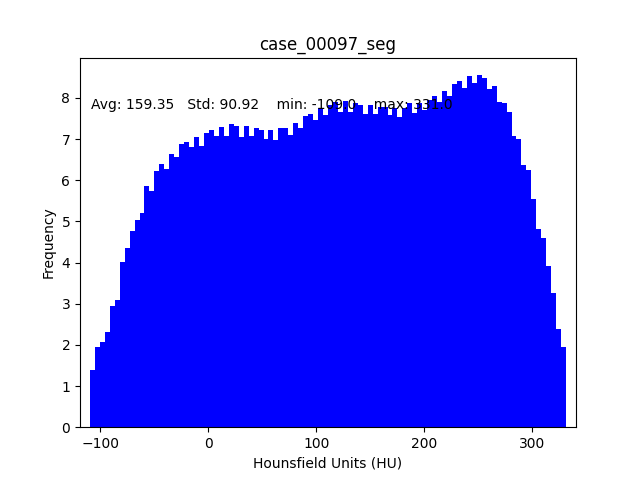 case_00097_seg
Avg: 159.35 Std: 90.92 min: -109.0 max: 331.0
8
7
6
5
4
3
2
1
0
Frequency
−100 0 100 200 300
Hounsfield Units (HU)